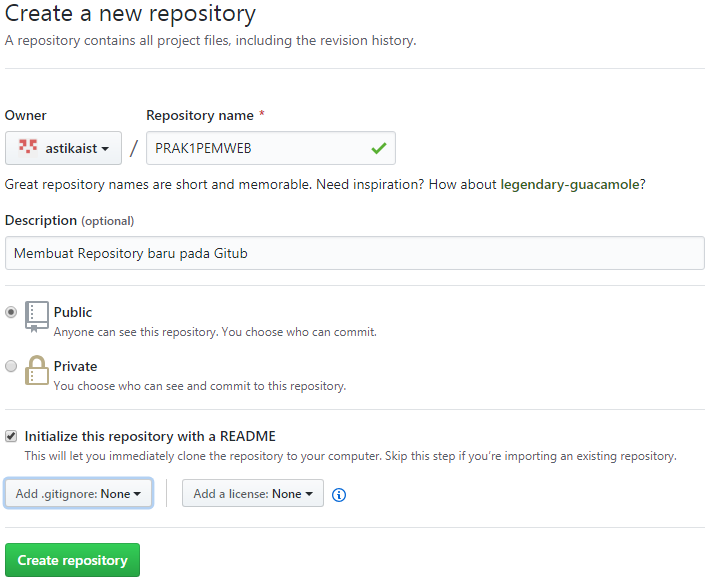 Create a new repository
A repository contains all project files, including the revision history.
Owner
Repository name *
astikaist
/
PRAK1PEMWEB
Great repository names are short and memorable. Need inspiration? How about legendary-guacamole?
Description (optional)
Membuat Repository baru pada Gitub
Public
Anyone can see this repository. You choose who can commit.
Private
You choose who can see and commit to this repository.
Initialize this repository with a README
This will let you immediately clone the repository to your computer. Skip this step if you’re importing an existing repository.
Add .gitignore: None
Add a license: None
Create repository